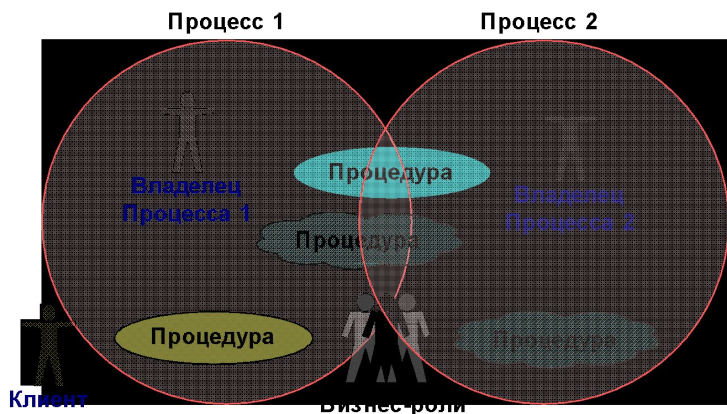 Процесс 1
Процесс 2
Процедура
Владелец
Процесса 1
Владелец
Процесса 2
Процедура
Процедура
Процедура
Клиент
Бизнес-роли